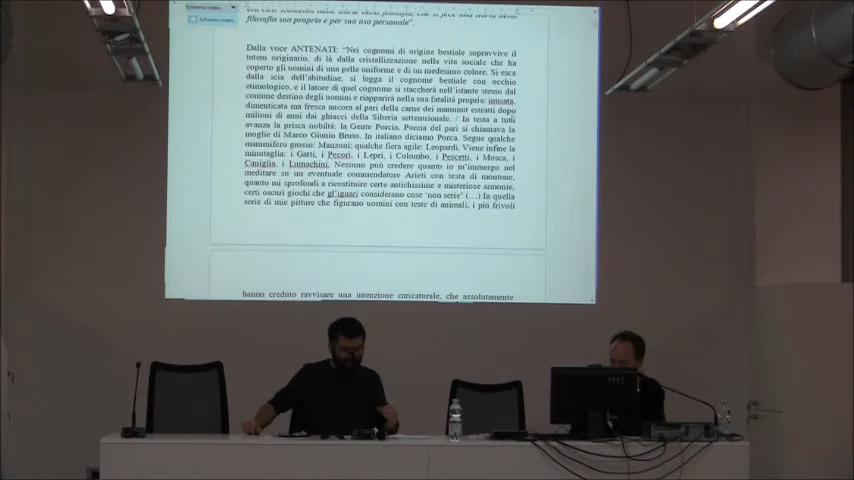 Schermo intero
Schermo intero
filosofia sua propria e per suo uso personale".
Dalla voce ANTENATI: "Nei cognomi di origine bestiale sopravvive il
totem originario, di là dalla cristallizzazione nella vita sociale che ha
coperto gli uomini di una pelle uniforme e di un medesimo colore. Si esca
dalla scia dell'abitudine, si legga il cognome bestiale con occhio
etimologico, e il latore di quel cognome si staccherà nell'istante stesso dal
comune destino degli uomini e riapparirà nella sua fatalità propria: inusata,
dimenticata ma fresca ancora al pari della carne dei mammut estratti dopo
milioni di anni dai ghiacci della Siberia settentrionale. / In testa a tutti
avanza la prisca nobiltà: la Gente Porcia. Porcia del pari si chiamava la
moglie di Marco Giunio Bruto. In italiano diciamo Porca. Segue qualche
mammifero grosso: Manzoni; qualche fiera agile: Leopardi. Viene infine la
minutaglia: i Gatti, i Pecori, i Lepri, i Colombo, i Pescetti, i Mosca, i
Caniglia, i Lumachini. Nessuno può credere quanto io m'immergo nel
meditare su un eventuale commendatore Arieti con testa di montone,
quanto mi sprofondi a ricostituire certe antichissime e misteriose armonie,
certi oscuri giochi che gl'ignari considerano cose 'non serie' (...) In quella
serie di mie pitture che figurano uomini con teste di animali, i più frivoli
hanno creduto ravvisare una intenzione caricaturale, che assolutamente